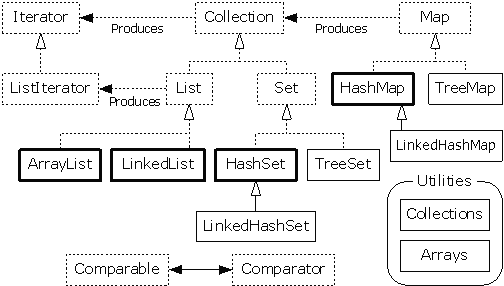 Iterator
Produces
Collection
Produces
Map
ListIterator
Produces
List
Set
HashMap
TreeMap
ArrayList
LinkedList
HashSet
TreeSet
LinkedHashMap
LinkedHashSet
Utilities
Collections
Arrays
Comparable
Comparator